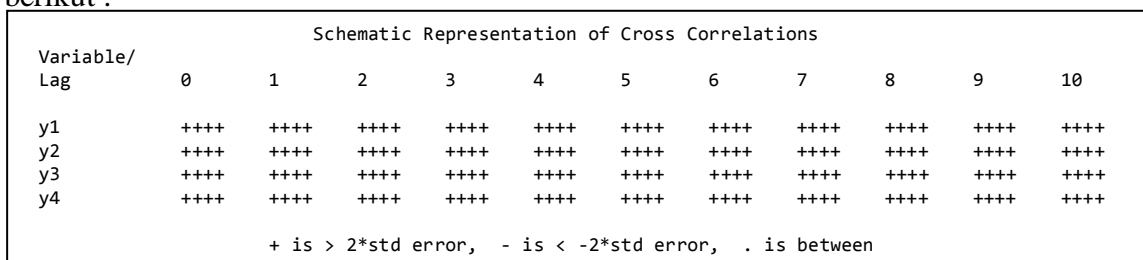 berikut :
Schematic Representation of Cross Correlations
Variable/
Lag 0 1 2 3 4 5 6 7 8 9 10
y1 ++++ ++++ ++++ ++++ ++++ ++++ ++++ ++++ ++++ ++++ ++++
y2 ++++ ++++ ++++ ++++ ++++ ++++ ++++ ++++ ++++ ++++ ++++
y3 ++++ ++++ ++++ ++++ ++++ ++++ ++++ ++++ ++++ ++++ ++++
y4 ++++ ++++ ++++ ++++ ++++ ++++ ++++ ++++ ++++ ++++ ++++
+ is > 2*std error, - is < -2*std error, . is between